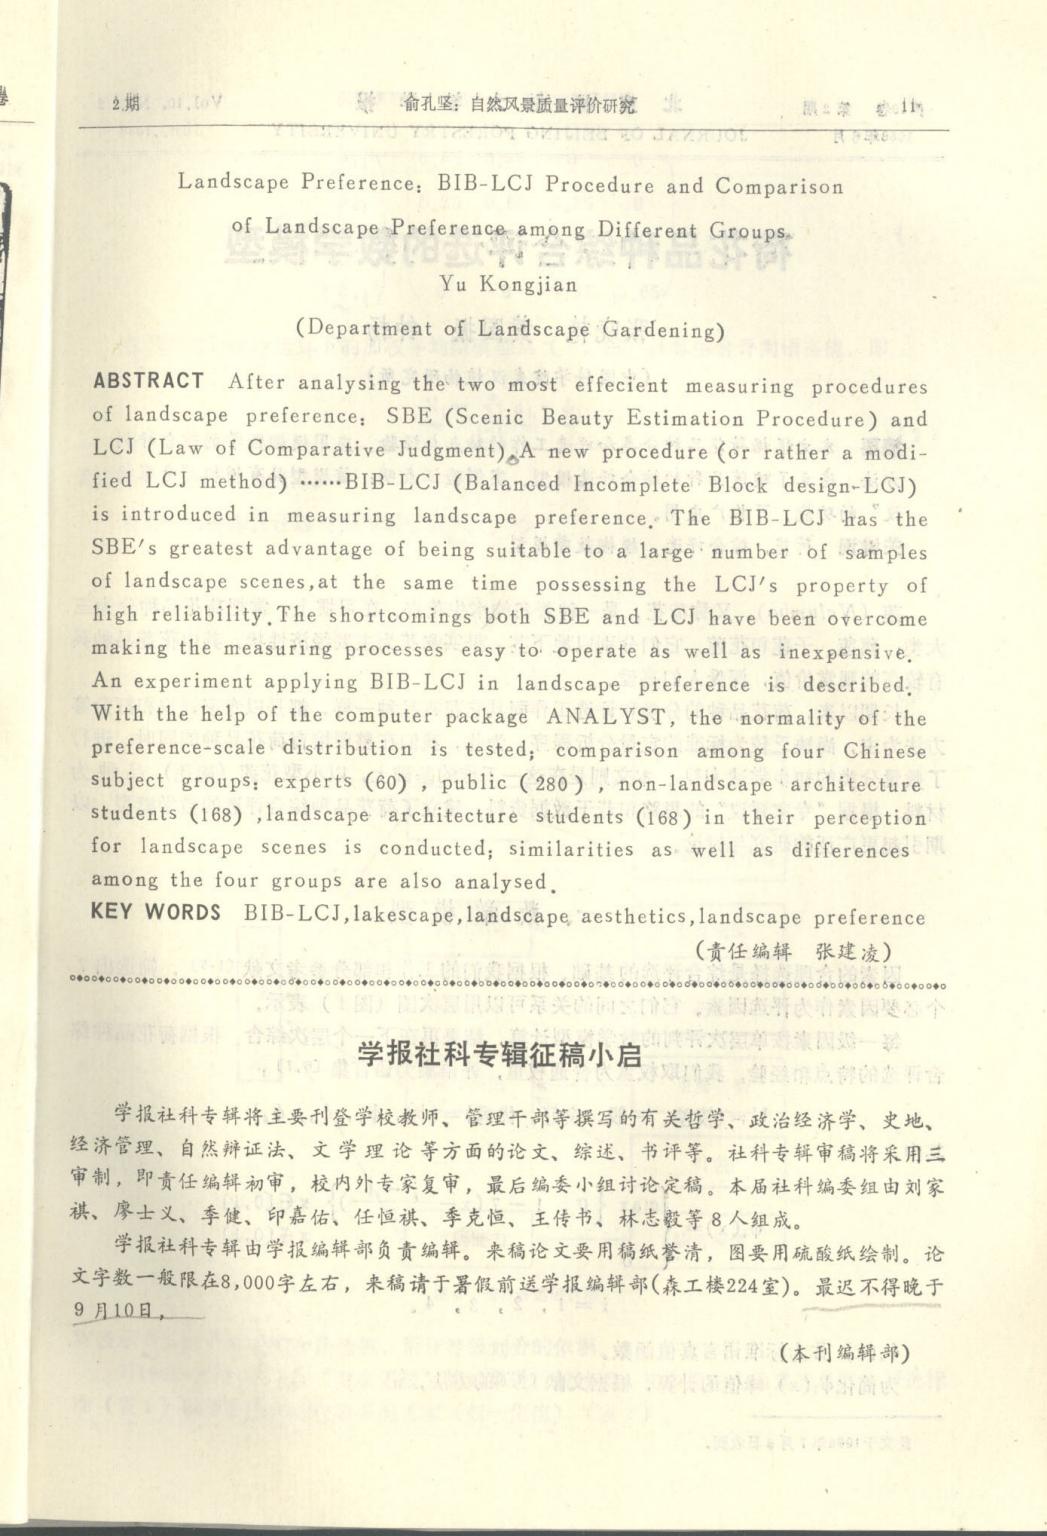 2期
俞孔坚：自然风景质量评价研究
11
Landscape Preference: BIB-LCJ Procedure and Comparison
of Landscape Preference among Different Groups
Yu Kongjian
(Department of Landscape Gardening)
ABSTRACT After analysing the two most effecient measuring procedures
of landscape preference: SBE (Scenic Beauty Estimation Procedure) and
LCJ (Law of Comparative Judgment). A new procedure (or rather a modi-
fied LCJ method) ……BIB-LCJ (Balanced Incomplete Block design-LCJ)
is introduced in measuring landscape preference. The BIB-LCJ has the
SBE's greatest advantage of being suitable to a large number of samples
of landscape scenes,at the same time possessing the LCJ's property of
high reliability.The shortcomings both SBE and LCJ have been overcome
making the measuring processes easy to operate as well as inexpensive.
An experiment applying BIB-LCJ in landscape preference is described.
With the help of the computer package ANALYST, the normality of the
preference-scale distribution is tested; comparison among four Chinese
subject groups: experts (60) , public (280) , non-landscape architecture
students (168) ,landscape architecture students (168) in their perception
for landscape scenes is conducted; similarities as well as differences
among the four groups are also analysed.
KEY WORDS BIB-LCJ,lakescape,landscape aesthetics,landscape preference
(责任编辑 张建凌)
学报社科专辑征稿小启
学报社科专辑将主要刊登学校教师、管理干部等撰写的有关哲学、政治经济学、史地、
经济管理、自然辩证法、文学理论等方面的论文、综述、书评等。社科专辑审稿将采用三
审制，即责任编辑初审，校内外专家复审，最后编委小组讨论定稿。本届社科编委组由刘家
祺、廖士义、季健、印嘉佑、任恒祺、季克恒、王传书、林志毅等8人组成。
学报社科专辑由学报编辑部负责编辑。来稿论文要用稿纸誊清，图要用硫酸纸绘制。论
文字数一般限在8,000字左右，来稿请于暑假前送学报编辑部(森工楼224室)。最迟不得晚于
9月10日，
(本刊编辑部)